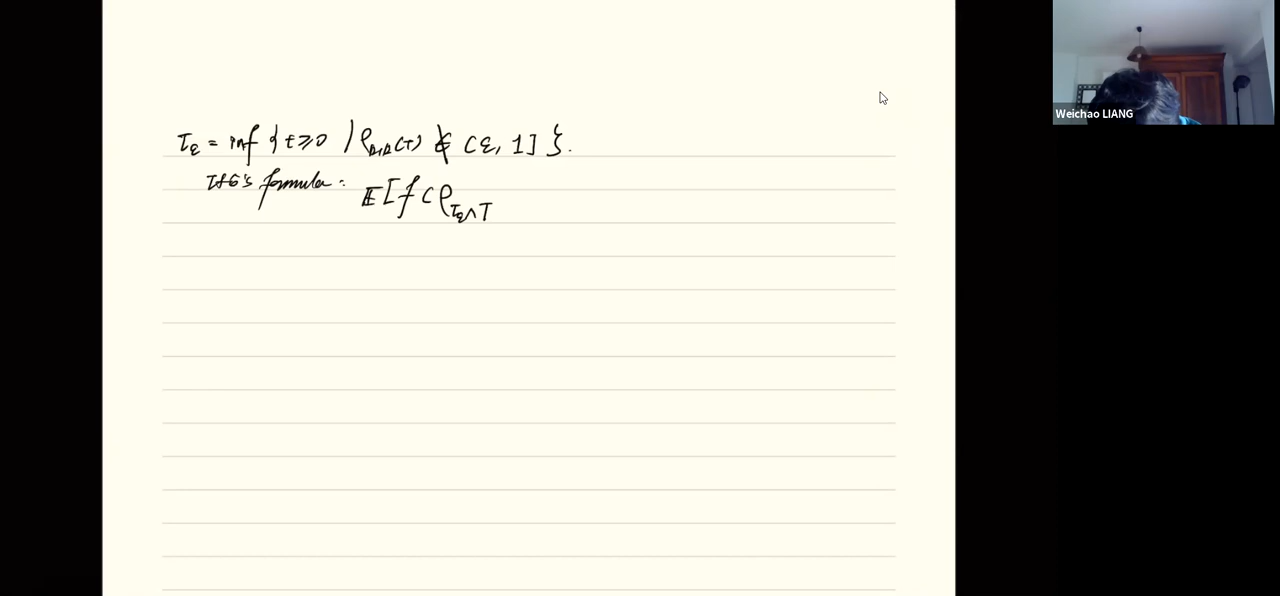 τ_ε = inf { t ≥ 0 | ρ_{n,n}(t) ∉ (ε, 1] }.
Itô's formula : 𝔼[f(ρ_{τ_ε∧T}
Weichao LIANG